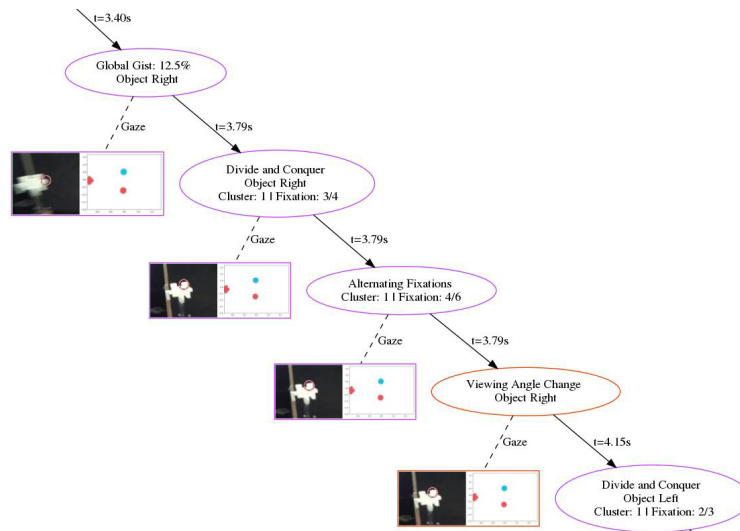 t=3.40s
Global Gist: 12.5%
Object Right
Gaze
t=3.79s
Divide and Conquer
Object Right
Cluster: 1 | Fixation: 3/4
Gaze
t=3.79s
Alternating Fixations
Cluster: 1 | Fixation: 4/6
Gaze
t=3.79s
Viewing Angle Change
Object Right
Gaze
t=4.15s
Divide and Conquer
Object Left
Cluster: 1 | Fixation: 2/3